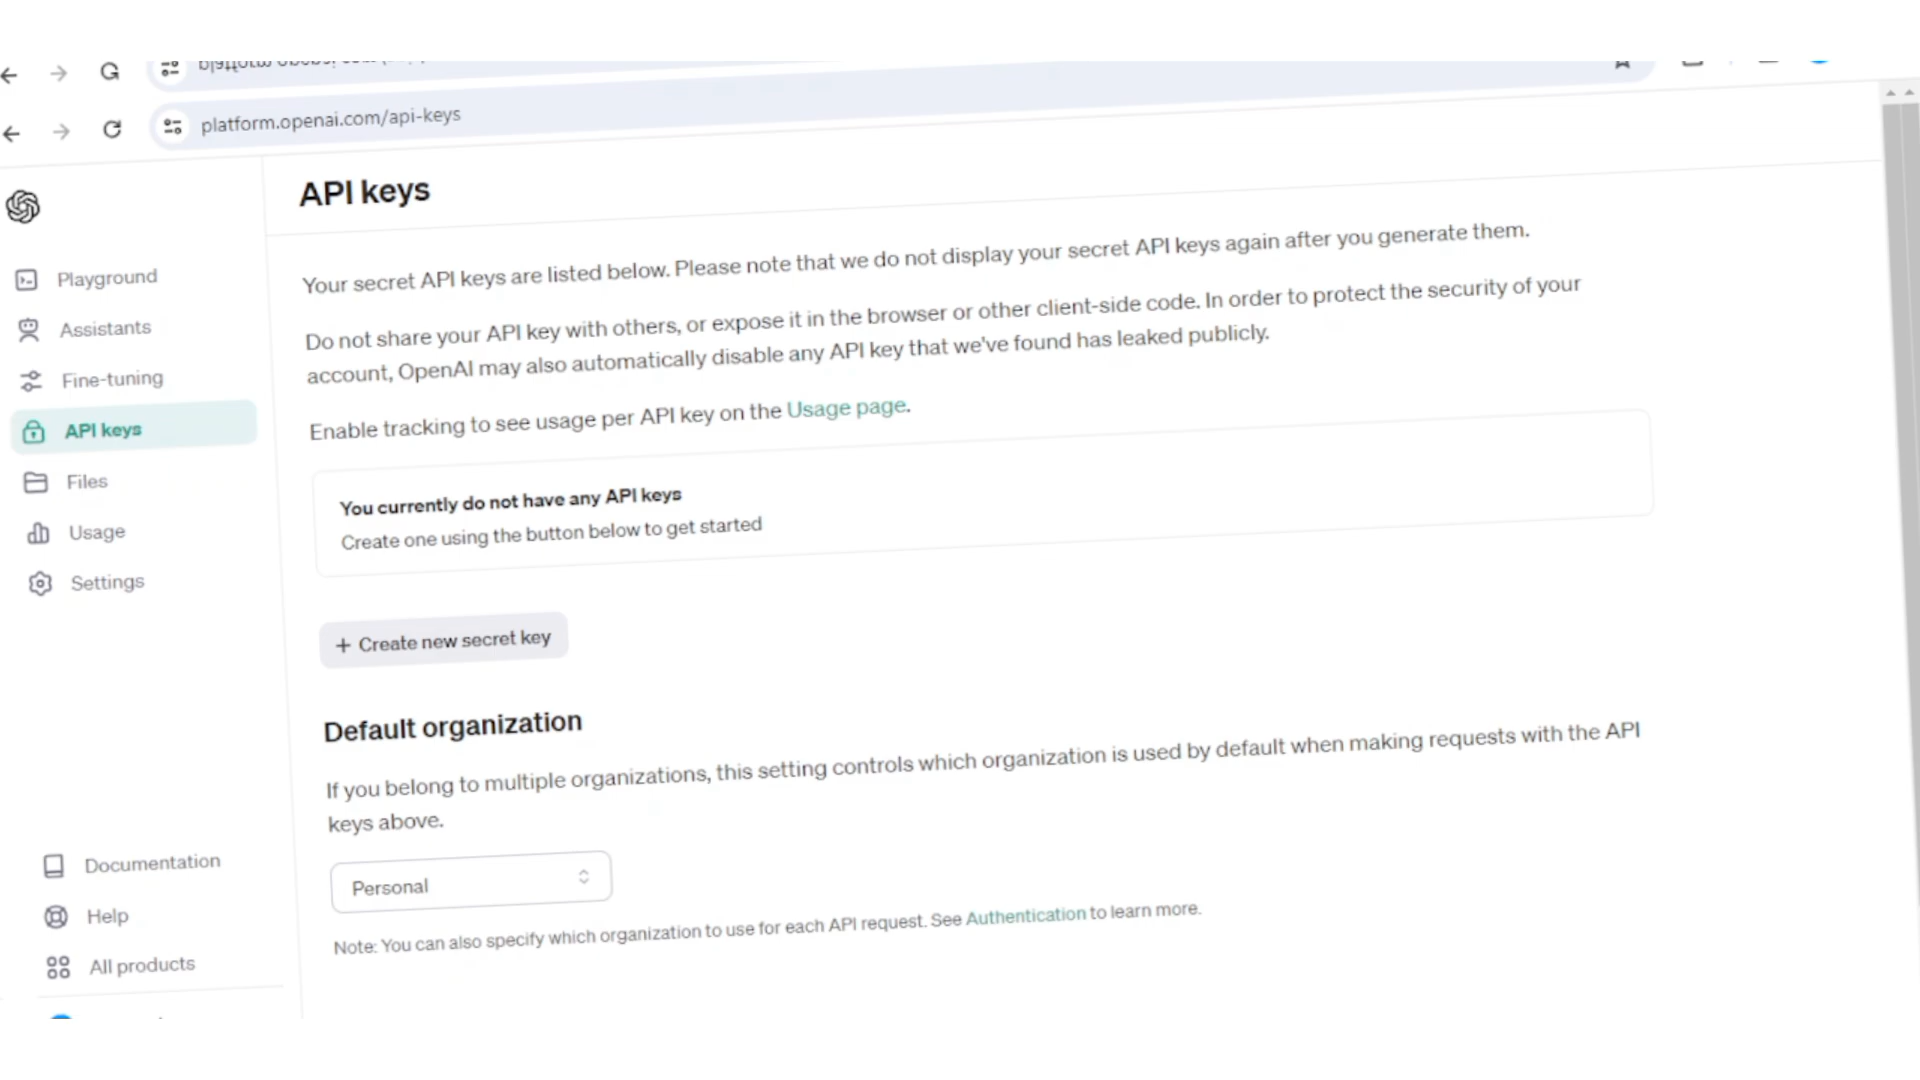 platform.openai.com/api-keys
API keys
Playground
Assistants
Fine-tuning
API keys
Files
Usage
Settings
Documentation
Help
All products
Your secret API keys are listed below. Please note that we do not display your secret API keys again after you generate them.
Do not share your API key with others, or expose it in the browser or other client-side code. In order to protect the security of your
account, OpenAI may also automatically disable any API key that we've found has leaked publicly.
Enable tracking to see usage per API key on the Usage page.
You currently do not have any API keys
Create one using the button below to get started
+ Create new secret key
Default organization
If you belong to multiple organizations, this setting controls which organization is used by default when making requests with the API
keys above.
Personal
Note: You can also specify which organization to use for each API request. See Authentication to learn more.